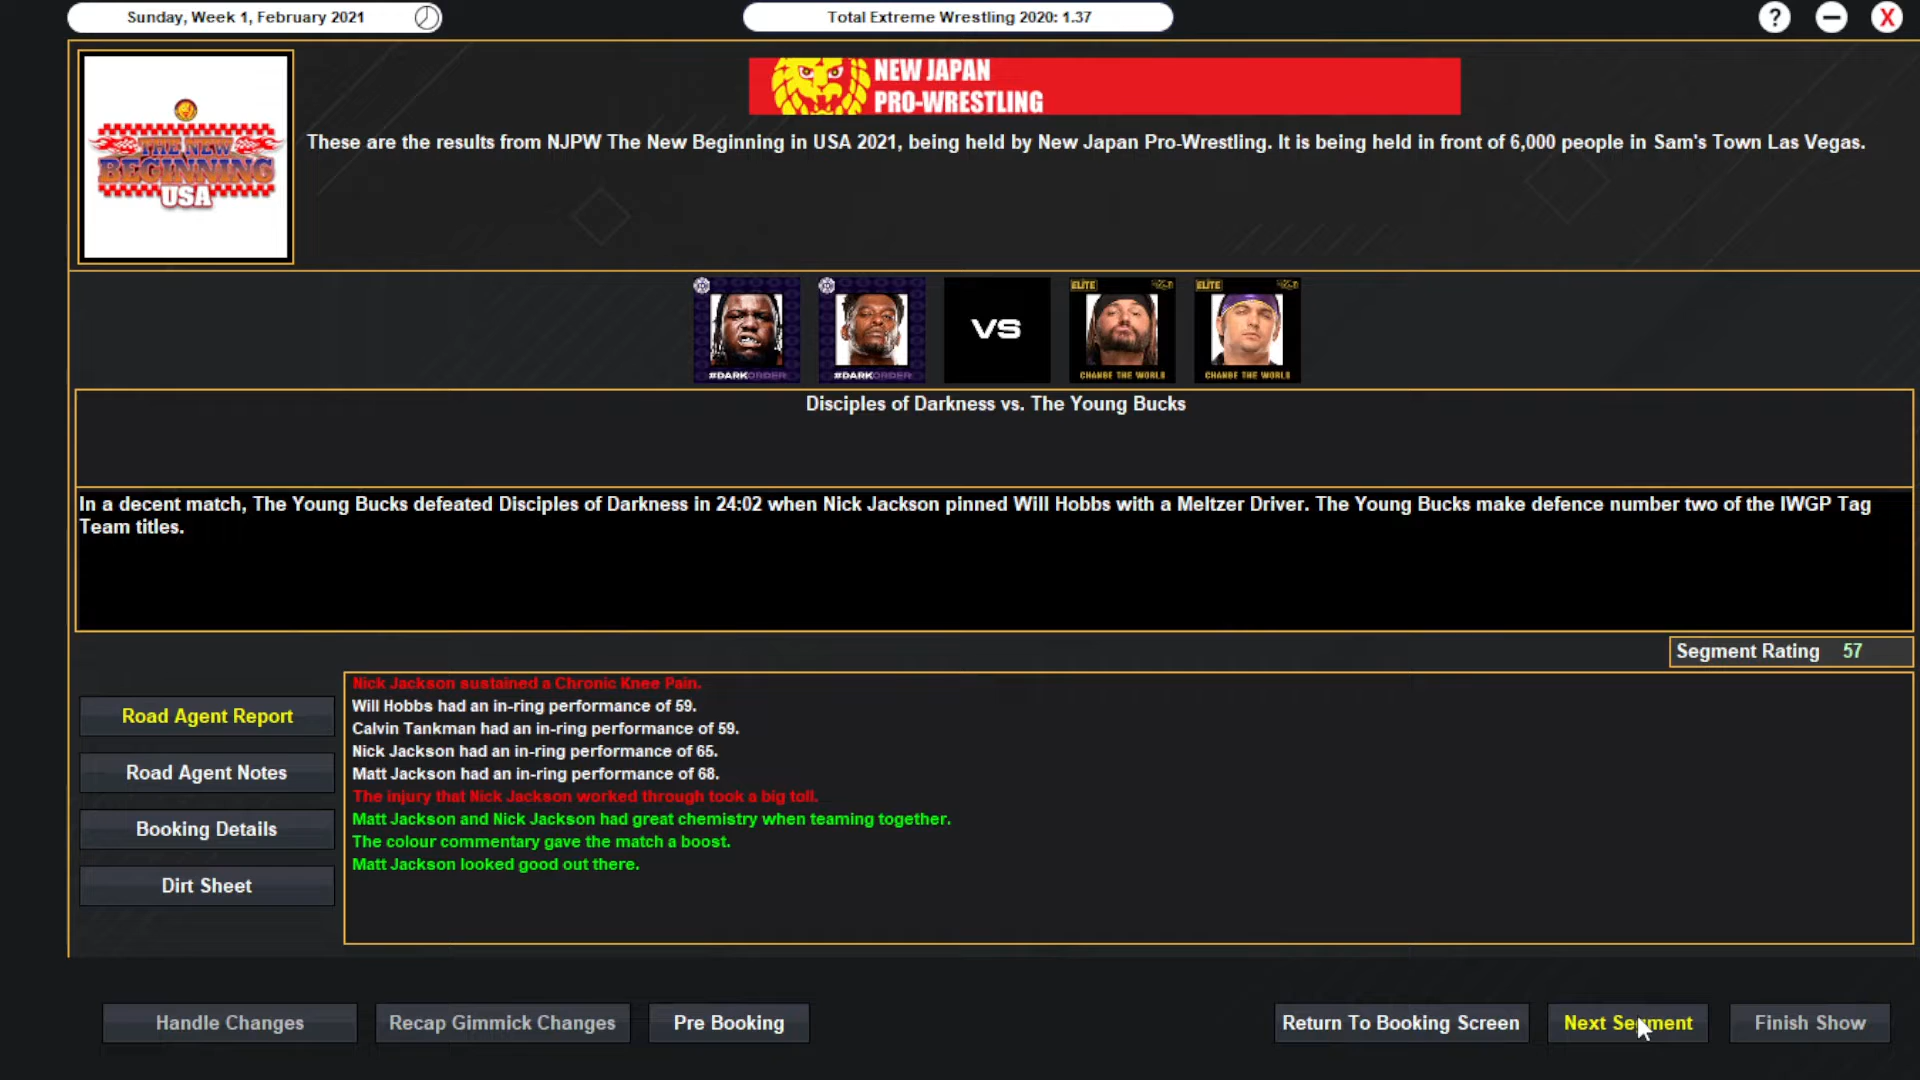 Sunday, Week 1, February 2021
Total Extreme Wrestling 2020: 1.37
?
X
NEW JAPAN
PRO-WRESTLING
THE NEW
BEGINNING
USA
These are the results from NJPW The New Beginning in USA 2021, being held by New Japan Pro-Wrestling. It is being held in front of 6,000 people in Sam's Town Las Vegas.
#DARKORDER
#DARKORDER
VS
ELITE
CHANGE THE WORLD
ELITE
CHANGE THE WORLD
Disciples of Darkness vs. The Young Bucks
In a decent match, The Young Bucks defeated Disciples of Darkness in 24:02 when Nick Jackson pinned Will Hobbs with a Meltzer Driver. The Young Bucks make defence number two of the IWGP Tag
Team titles.
Segment Rating 57
Road Agent Report
Road Agent Notes
Booking Details
Dirt Sheet
Nick Jackson sustained a Chronic Knee Pain.
Will Hobbs had an in-ring performance of 59.
Calvin Tankman had an in-ring performance of 59.
Nick Jackson had an in-ring performance of 65.
Matt Jackson had an in-ring performance of 68.
The injury that Nick Jackson worked through took a big toll.
Matt Jackson and Nick Jackson had great chemistry when teaming together.
The colour commentary gave the match a boost.
Matt Jackson looked good out there.
Handle Changes
Recap Gimmick Changes
Pre Booking
Return To Booking Screen
Next Segment
Finish Show